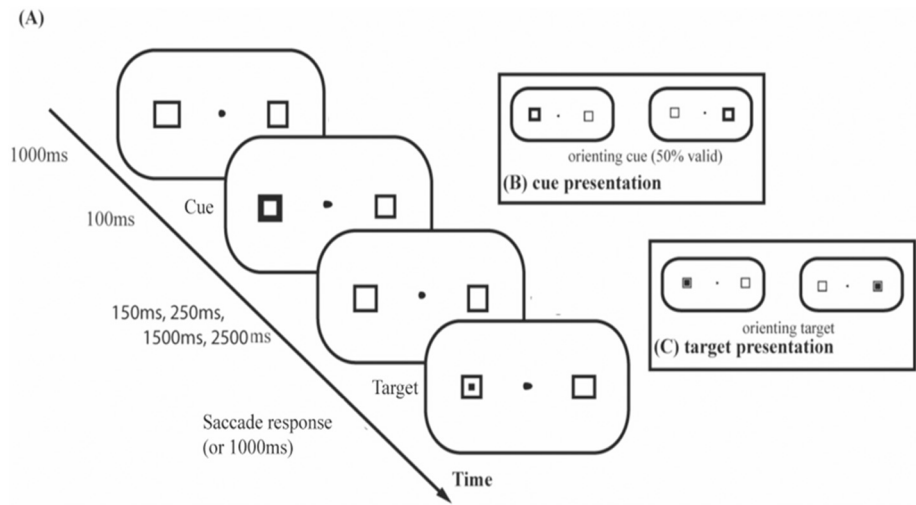 (A)
1000ms
Cue
100ms
150ms, 250ms,
1500ms, 2500ms
Target
Saccade response
(or 1000ms)
Time
orienting cue (50% valid)
(B) cue presentation
orienting target
(C) target presentation